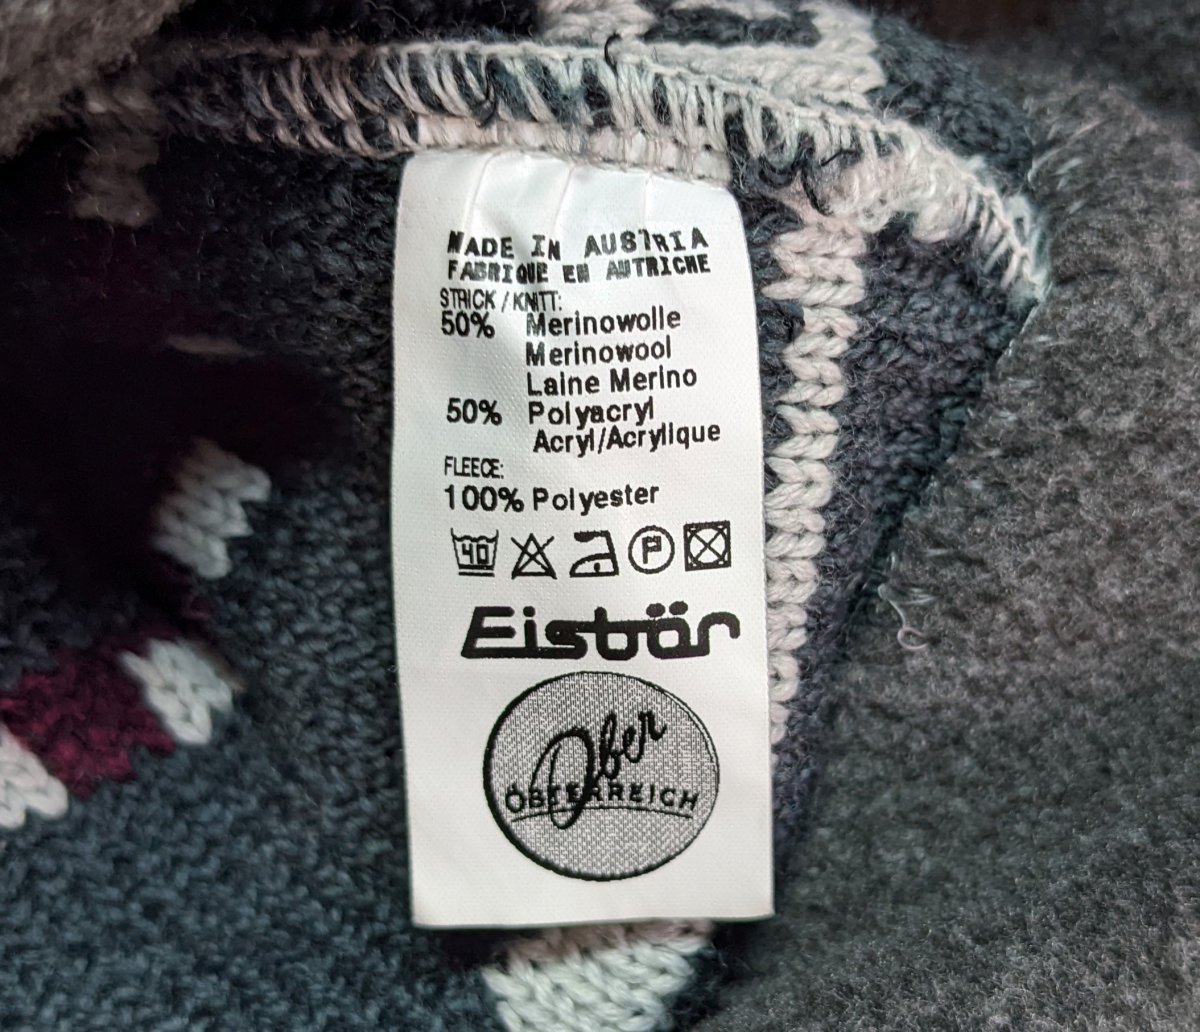 MADE IN AUSTRIA
FABRIQUE EN AUTRICHE
STRICK / KNITT:
50% Merinowolle
Merinowool
Laine Merino
50% Polyacryl
Acryl/Acrylique
FLEECE:
100% Polyester
40 P
Eisbär
Ober
ÖSTERREICH